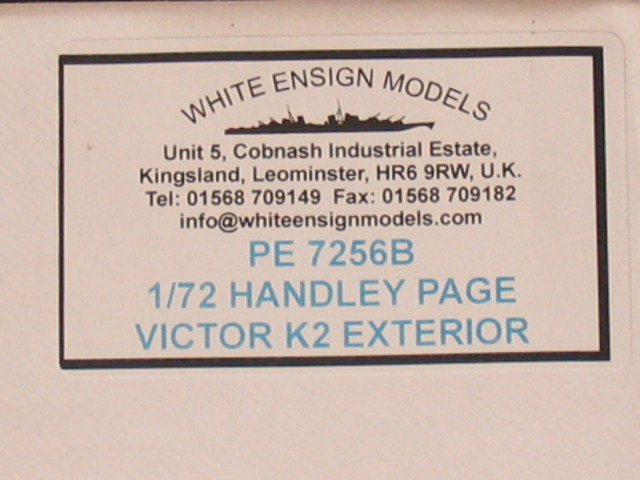 WHITE ENSIGN MODELS
Unit 5, Cobnash Industrial Estate,
Kingsland, Leominster, HR6 9RW, U.K.
Tel: 01568 709149 Fax: 01568 709182
info@whiteensignmodels.com
PE 7256B
1/72 HANDLEY PAGE
VICTOR K2 EXTERIOR